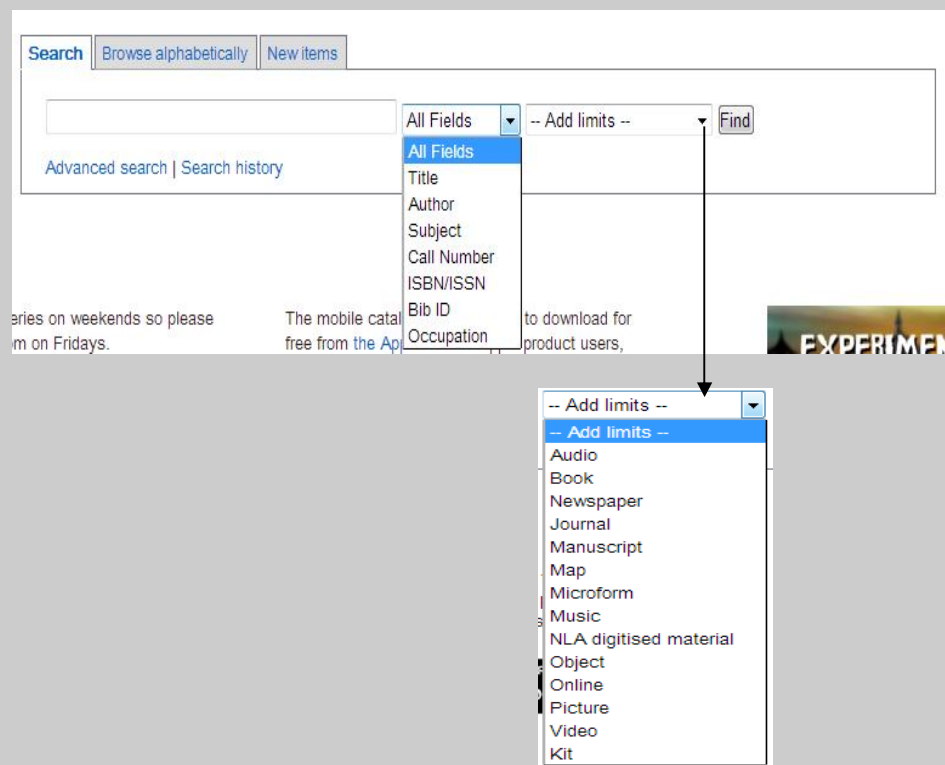 Search Browse alphabetically New items
All Fields -- Add limits -- Find
Advanced search | Search history
All Fields
Title
Author
Subject
Call Number
ISBN/ISSN
Bib ID
Occupation
eries on weekends so please
om on Fridays.
The mobile catal to download for
free from the Ap product users,
EXPERIMEN
-- Add limits --
-- Add limits --
Audio
Book
Newspaper
Journal
Manuscript
Map
Microform
Music
NLA digitised material
Object
Online
Picture
Video
Kit